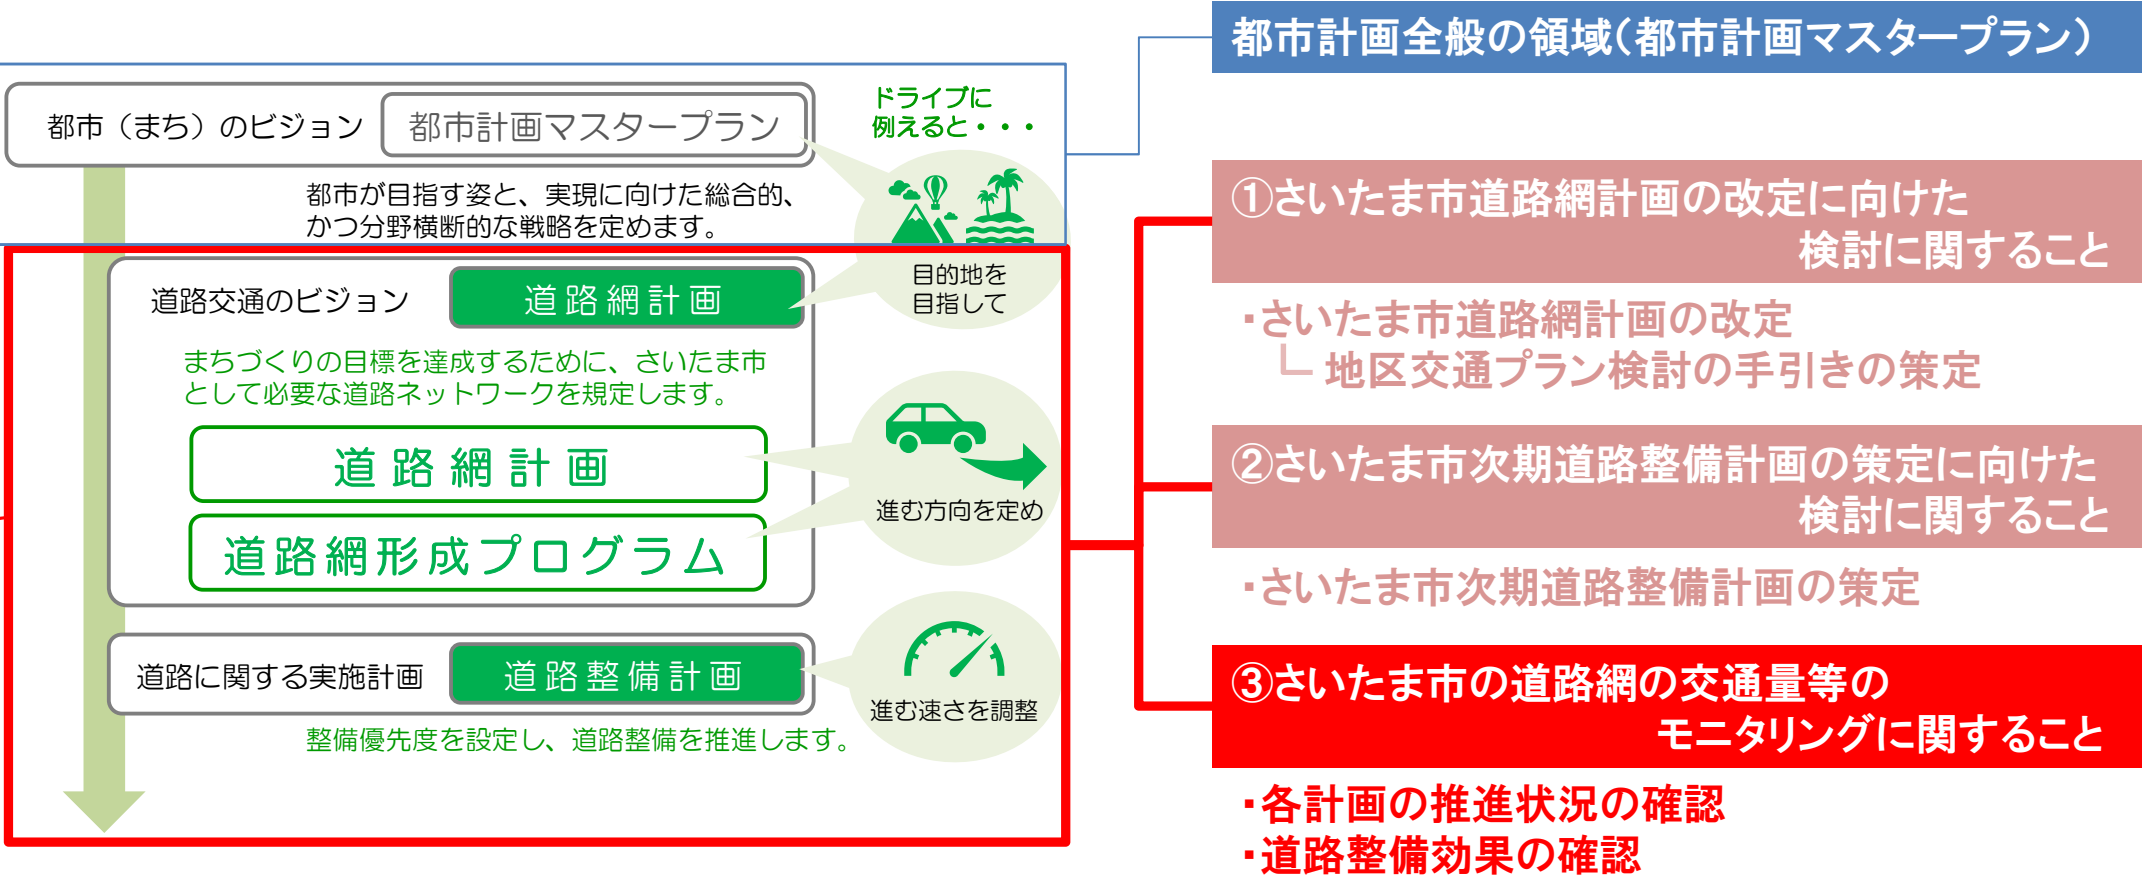 都市計画全般の領域（都市計画マスタープラン）
都市（まち）のビジョン
都市計画マスタープラン
ドライブに
例えると・・・
都市が目指す姿と、実現に向けた総合的、
かつ分野横断的な戦略を定めます。
目的地を
目指して
道路交通のビジョン
道路網計画
まちづくりの目標を達成するために、さいたま市
として必要な道路ネットワークを規定します。
道路網計画
道路網形成プログラム
進む方向を定め
道路に関する実施計画
道路整備計画
進む速さを調整
整備優先度を設定し、道路整備を推進します。
①さいたま市道路網計画の改定に向けた
検討に関すること
・さいたま市道路網計画の改定
地区交通プラン検討の手引きの策定
②さいたま市次期道路整備計画の策定に向けた
検討に関すること
・さいたま市次期道路整備計画の策定
③さいたま市の道路網の交通量等の
モニタリングに関すること
・各計画の推進状況の確認
・道路整備効果の確認